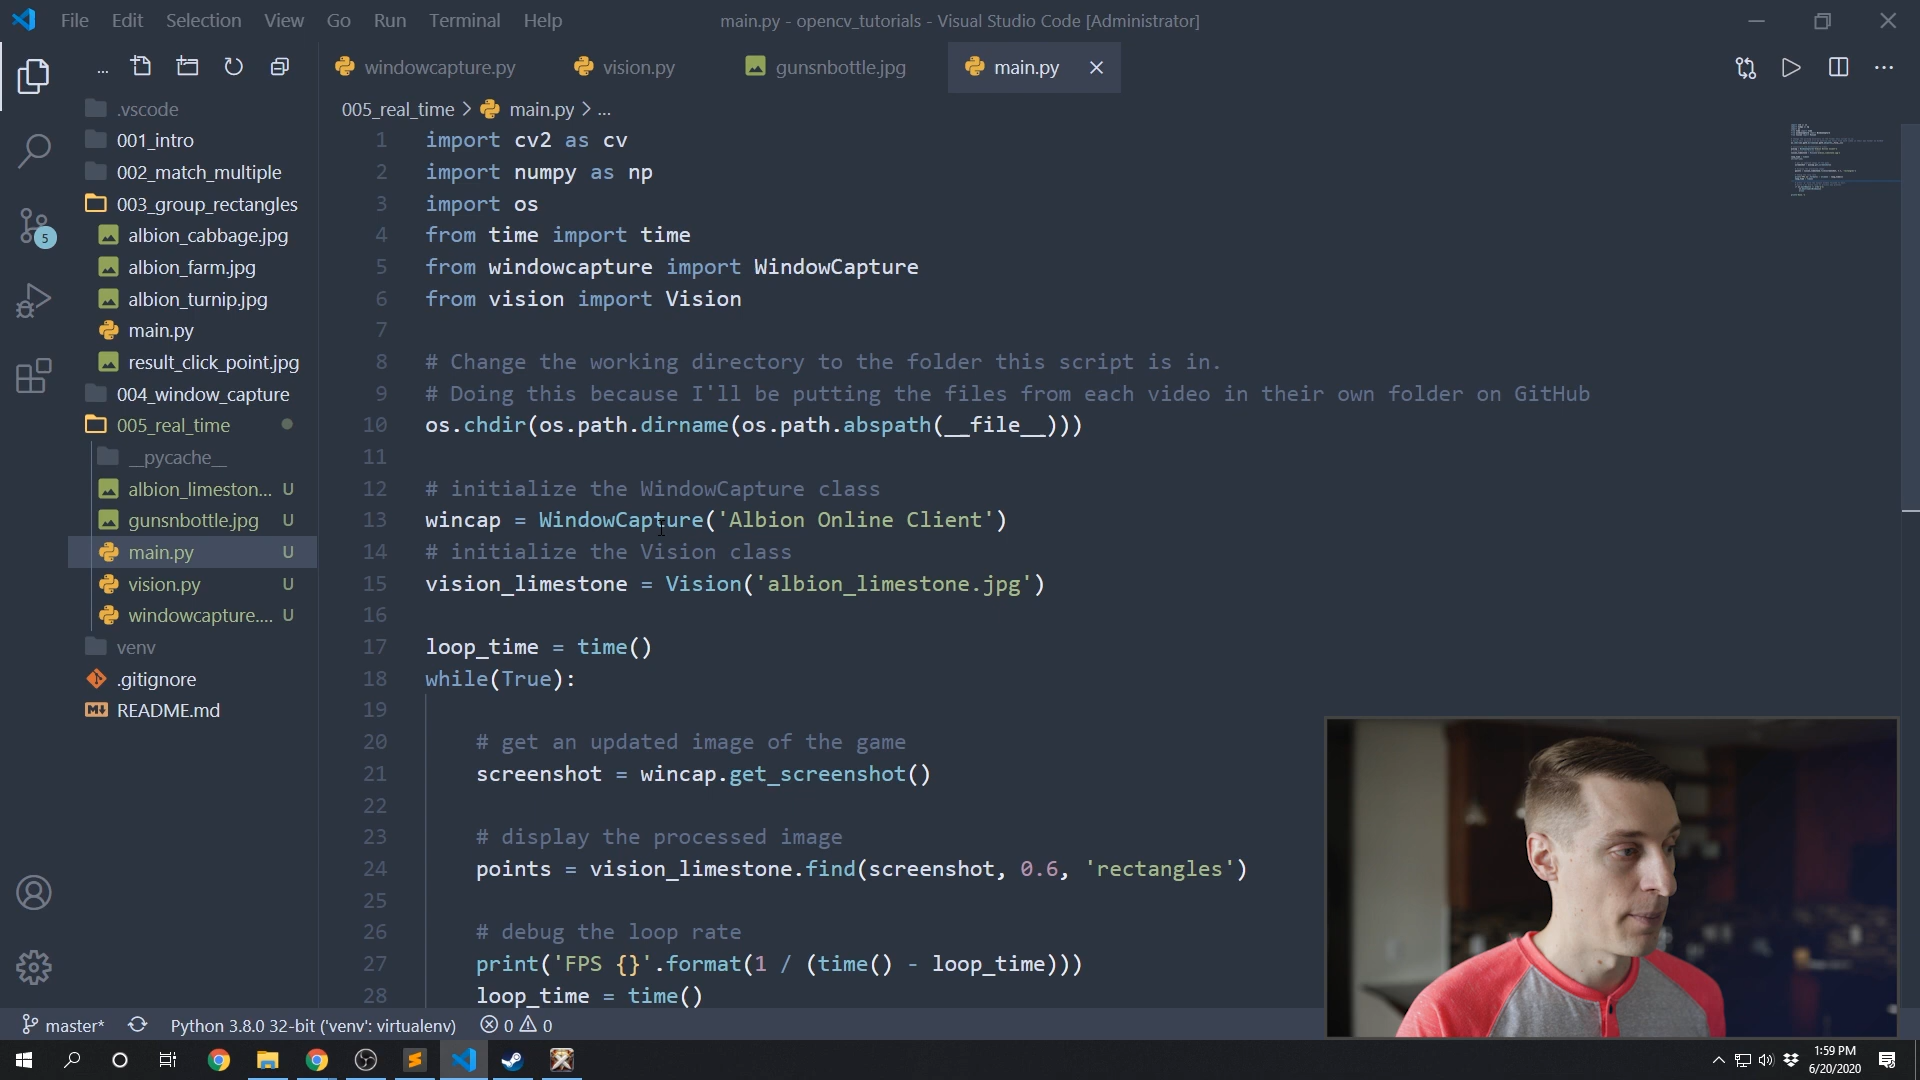 File Edit Selection View Go Run Terminal Help
main.py - opencv_tutorials - Visual Studio Code [Administrator]
...
windowcapture.py
vision.py
gunsnbottle.jpg
main.py
.vscode
001_intro
002_match_multiple
003_group_rectangles
albion_cabbage.jpg
albion_farm.jpg
albion_turnip.jpg
main.py
result_click_point.jpg
004_window_capture
005_real_time
__pycache__
albion_limeston... U
gunsnbottle.jpg U
main.py U
vision.py U
windowcapture.... U
venv
.gitignore
README.md
5
005_real_time > main.py > ...
1 import cv2 as cv
2 import numpy as np
3 import os
4 from time import time
5 from windowcapture import WindowCapture
6 from vision import Vision
7
8 # Change the working directory to the folder this script is in.
9 # Doing this because I'll be putting the files from each video in their own folder on GitHub
10 os.chdir(os.path.dirname(os.path.abspath(__file__)))
11
12 # initialize the WindowCapture class
13 wincap = WindowCapture('Albion Online Client')
14 # initialize the Vision class
15 vision_limestone = Vision('albion_limestone.jpg')
16
17 loop_time = time()
18 while(True):
19
20 # get an updated image of the game
21 screenshot = wincap.get_screenshot()
22
23 # display the processed image
24 points = vision_limestone.find(screenshot, 0.6, 'rectangles')
25
26 # debug the loop rate
27 print('FPS {}'.format(1 / (time() - loop_time)))
28 loop_time = time()
master* Python 3.8.0 32-bit ('venv': virtualenv) 0 0
1:59 PM
6/20/2020